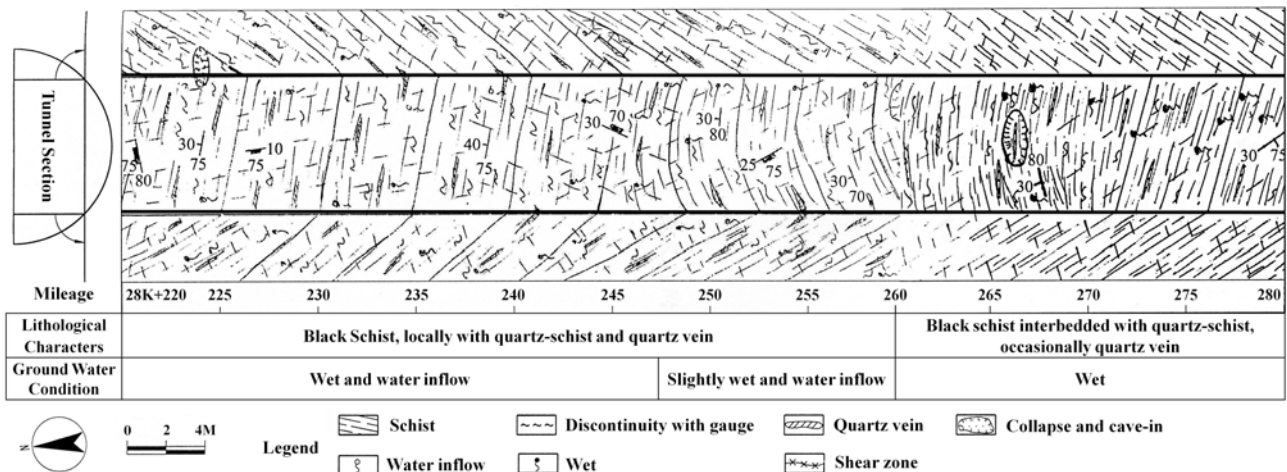 Tunnel Section
30
75
75
80
75
10
30
40
75
30
70
30
80
25
75
30
70
80
30
30
75
Mileage 28K+220 225 230 235 240 245 250 255 260 265 270 275 280
Lithological Characters
Black Schist, locally with quartz-schist and quartz vein
Black schist interbedded with quartz-schist, occasionally quartz vein
Ground Water Condition
Wet and water inflow
Slightly wet and water inflow
Wet
N
0 2 4M
Legend
Schist
Discontinuity with gauge
Quartz vein
Collapse and cave-in
Water inflow
Wet
Shear zone